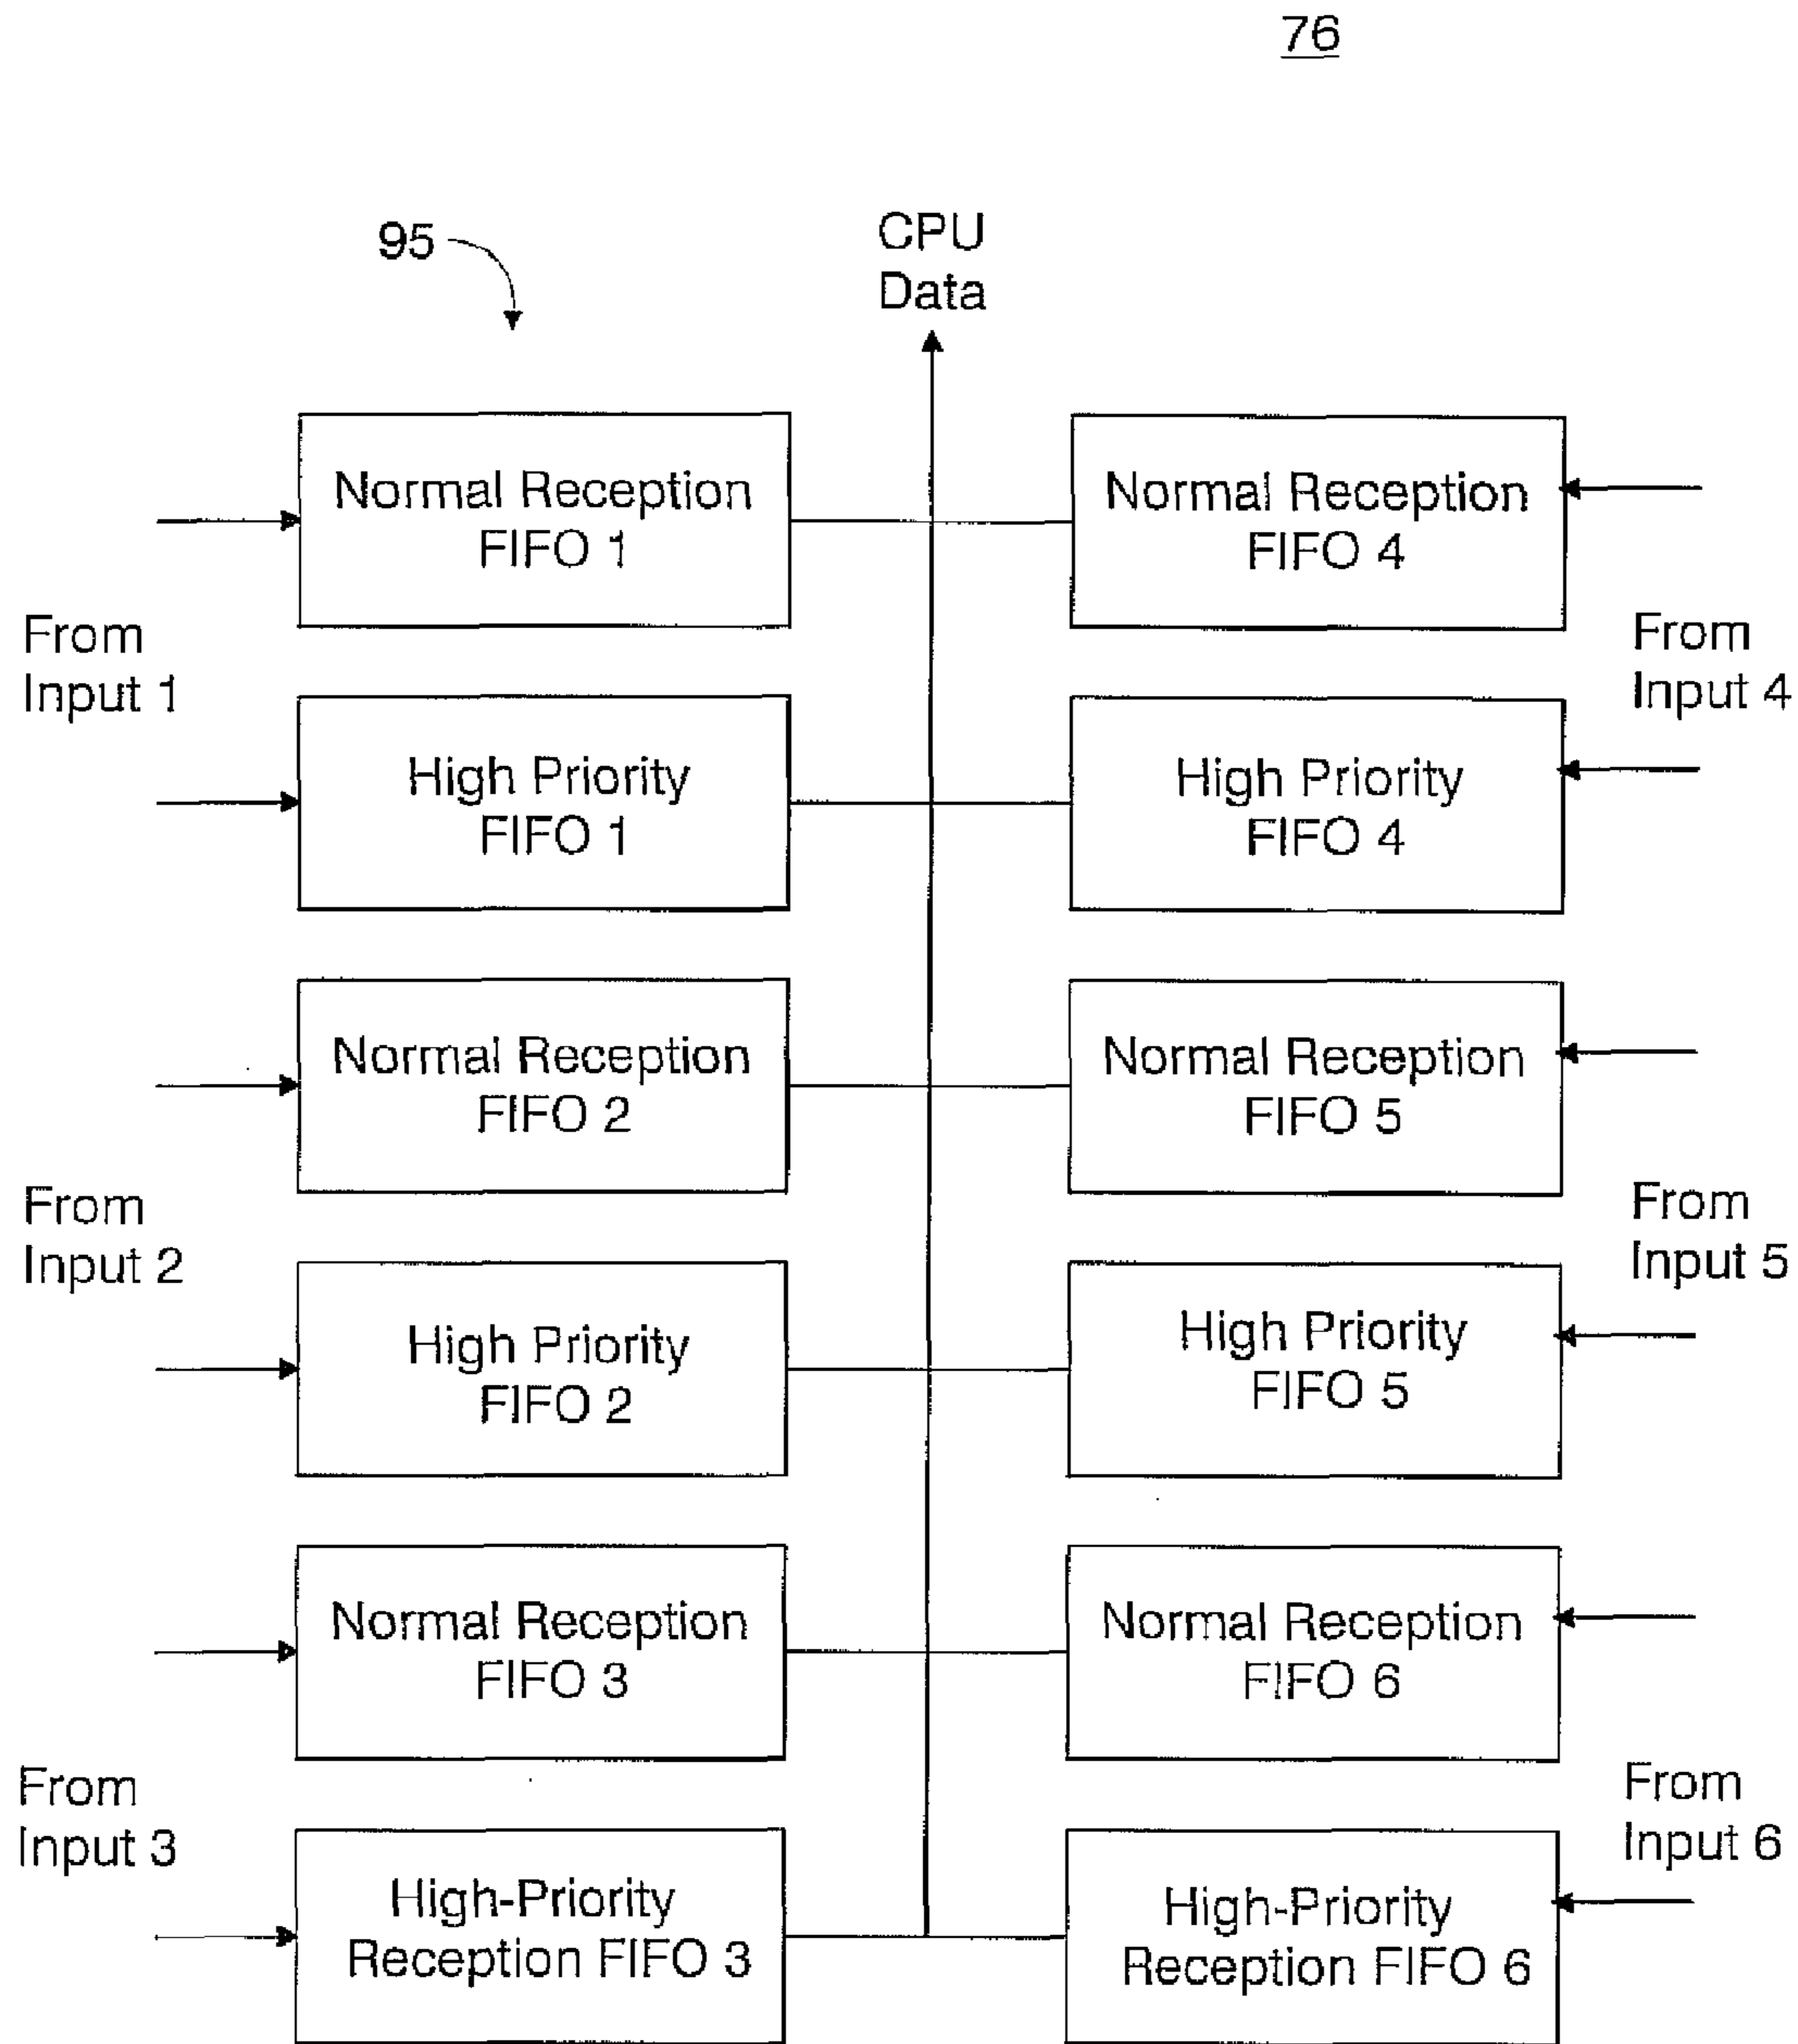 76
95
CPU
Data
Normal Reception
FIFO 1
Normal Reception
FIFO 4
From
Input 1
From
Input 4
High Priority
FIFO 1
High Priority
FIFO 4
Normal Reception
FIFO 2
Normal Reception
FIFO 5
From
Input 2
From
Input 5
High Priority
FIFO 2
High Priority
FIFO 5
Normal Reception
FIFO 3
Normal Reception
FIFO 6
From
Input 3
From
Input 6
High-Priority
Reception FIFO 3
High-Priority
Reception FIFO 6